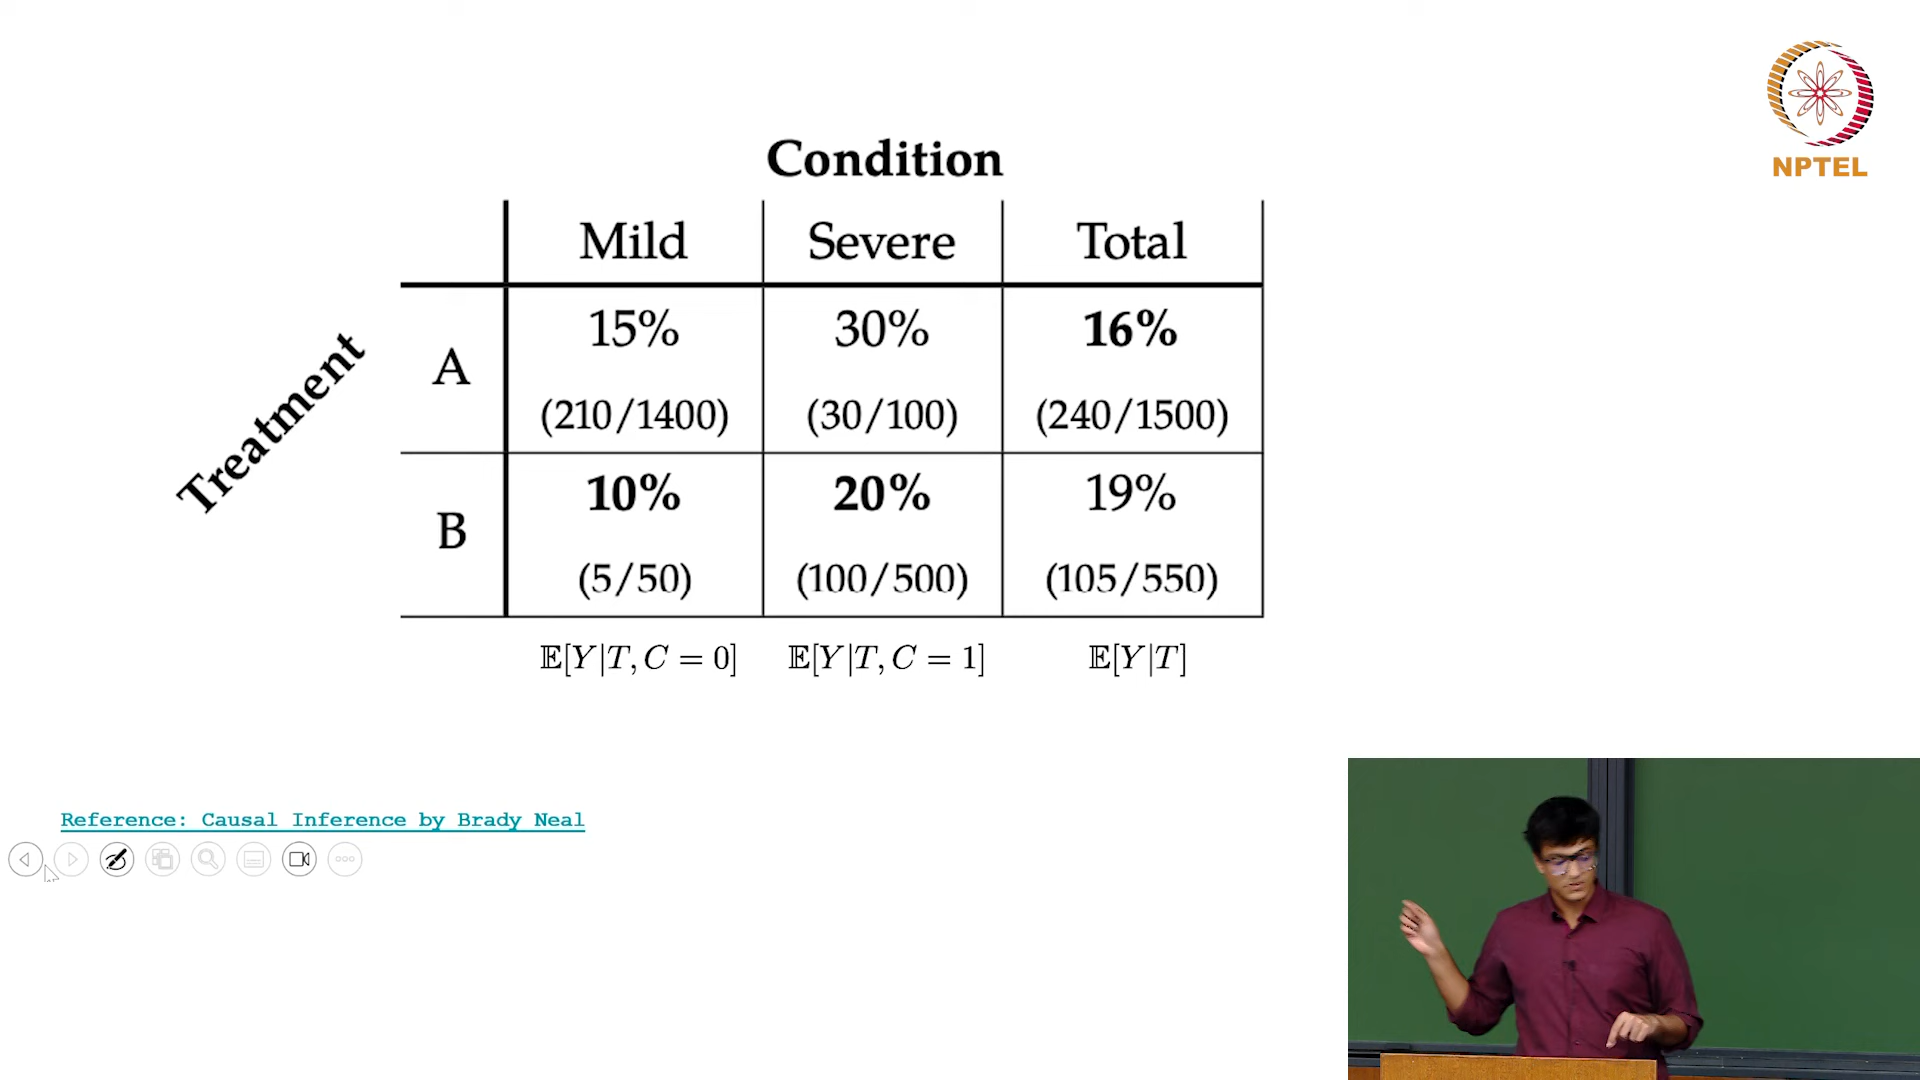 NPTEL
Condition
Mild Severe Total
Treatment
A
15% 30% 16%
(210/1400) (30/100) (240/1500)
B
10% 20% 19%
(5/50) (100/500) (105/550)
𝔼[Y|T, C = 0] 𝔼[Y|T, C = 1] 𝔼[Y|T]
Reference: Causal Inference by Brady Neal